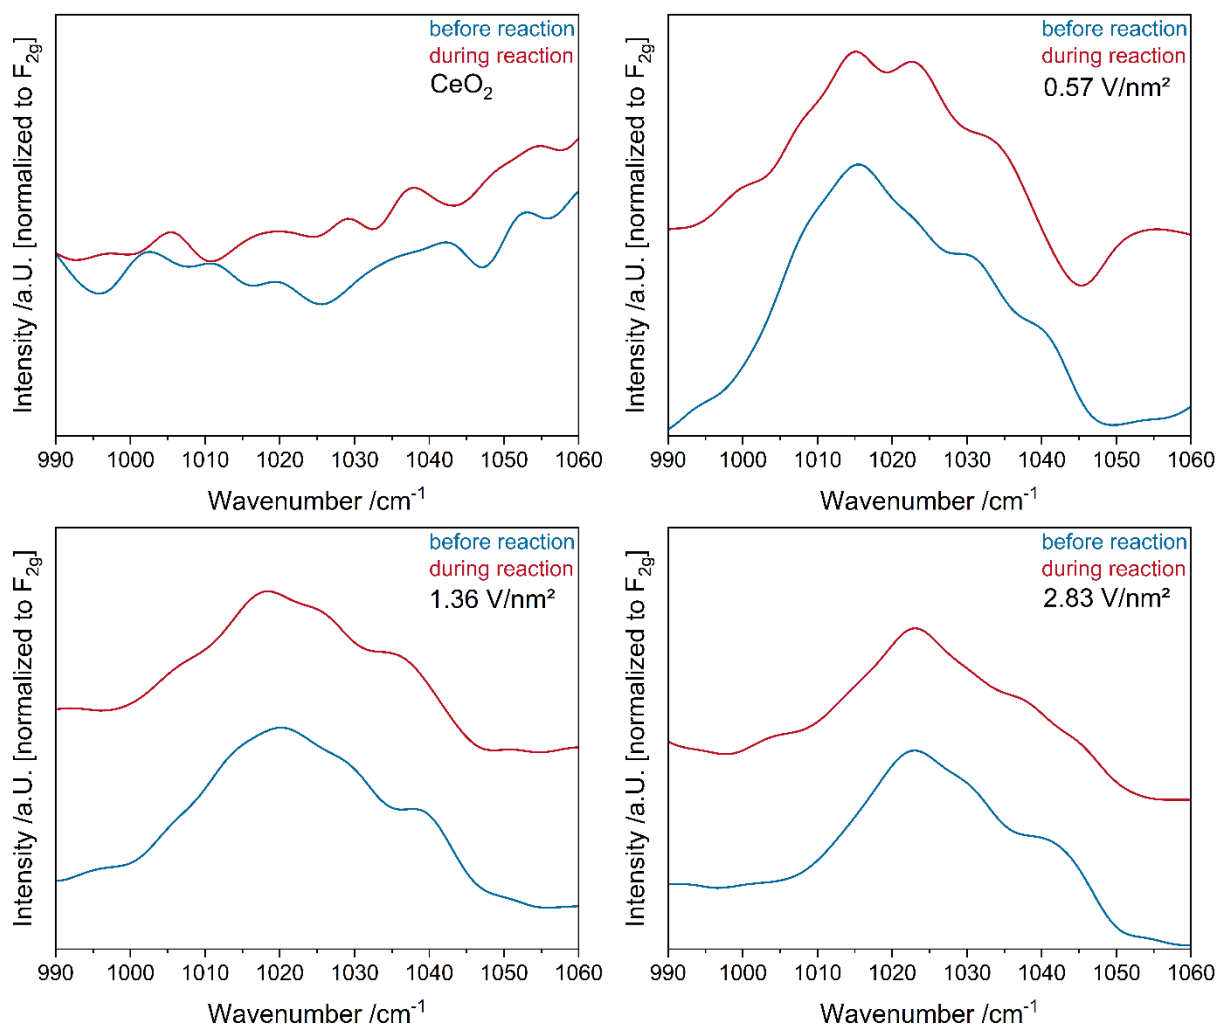 before reaction
during reaction
CeO₂
Intensity /a.U. [normalized to F₂g]
990 1000 1010 1020 1030 1040 1050 1060
Wavenumber /cm⁻¹
before reaction
during reaction
0.57 V/nm²
Intensity /a.U. [normalized to F₂g]
990 1000 1010 1020 1030 1040 1050 1060
Wavenumber /cm⁻¹
before reaction
during reaction
1.36 V/nm²
Intensity /a.U. [normalized to F₂g]
990 1000 1010 1020 1030 1040 1050 1060
Wavenumber /cm⁻¹
before reaction
during reaction
2.83 V/nm²
Intensity /a.U. [normalized to F₂g]
990 1000 1010 1020 1030 1040 1050 1060
Wavenumber /cm⁻¹